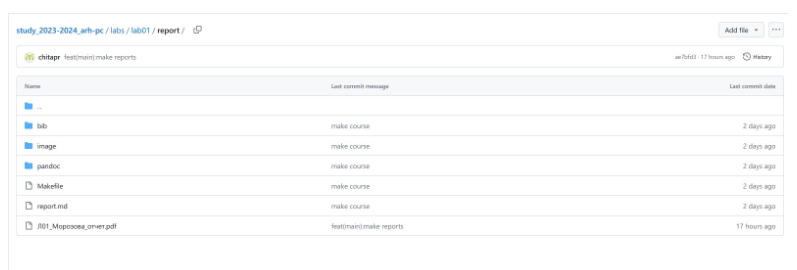 study_2023-2024_arh-pc / labs / lab01 / report /
Add file
chitapr feat(main):make reports
ae7bfd3 · 17 hours ago History
Name Last commit message Last commit date
..
bib make course 2 days ago
image make course 2 days ago
pandoc make course 2 days ago
Makefile make course 2 days ago
report.md make course 2 days ago
Л01_Морозова_отчет.pdf feat(main):make reports 17 hours ago